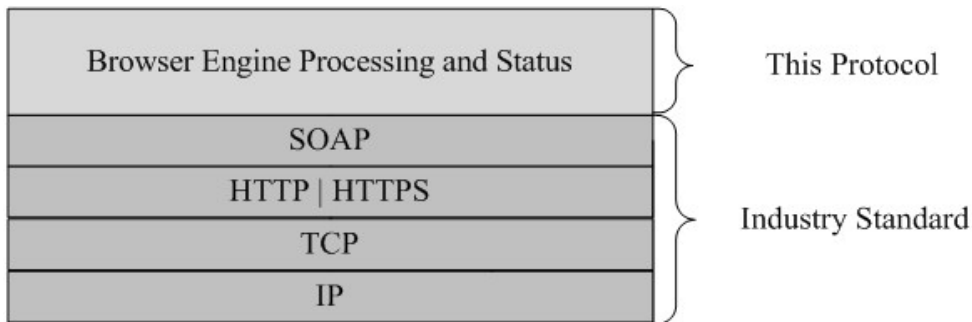 Browser Engine Processing and Status
This Protocol
SOAP
HTTP | HTTPS
TCP
IP
Industry Standard